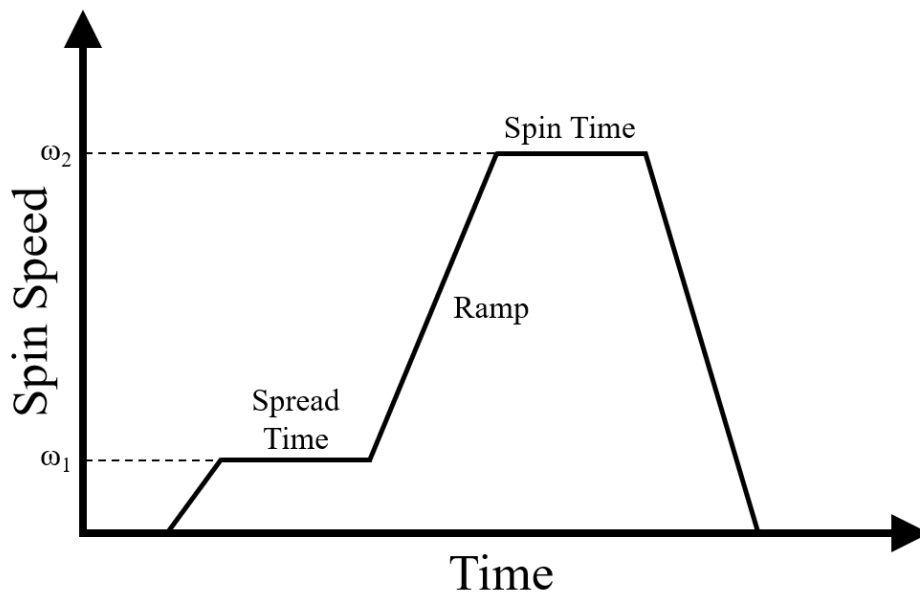 Spin Time
ω₂
Spin Speed
Ramp
Spread
Time
ω₁
Time